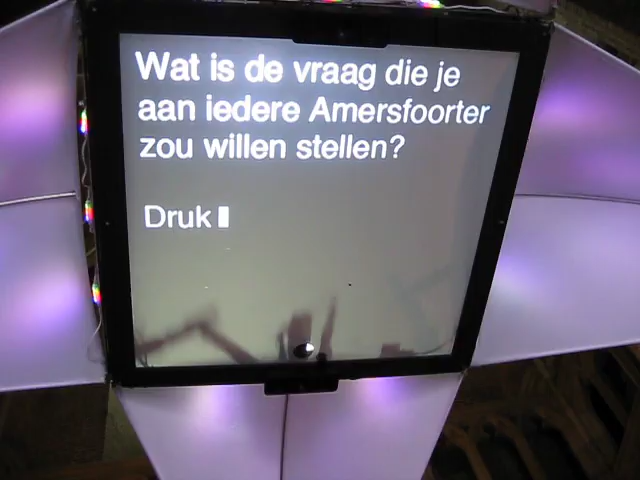 Wat is de vraag die je
aan iedere Amersfoorter
zou willen stellen?
Druk